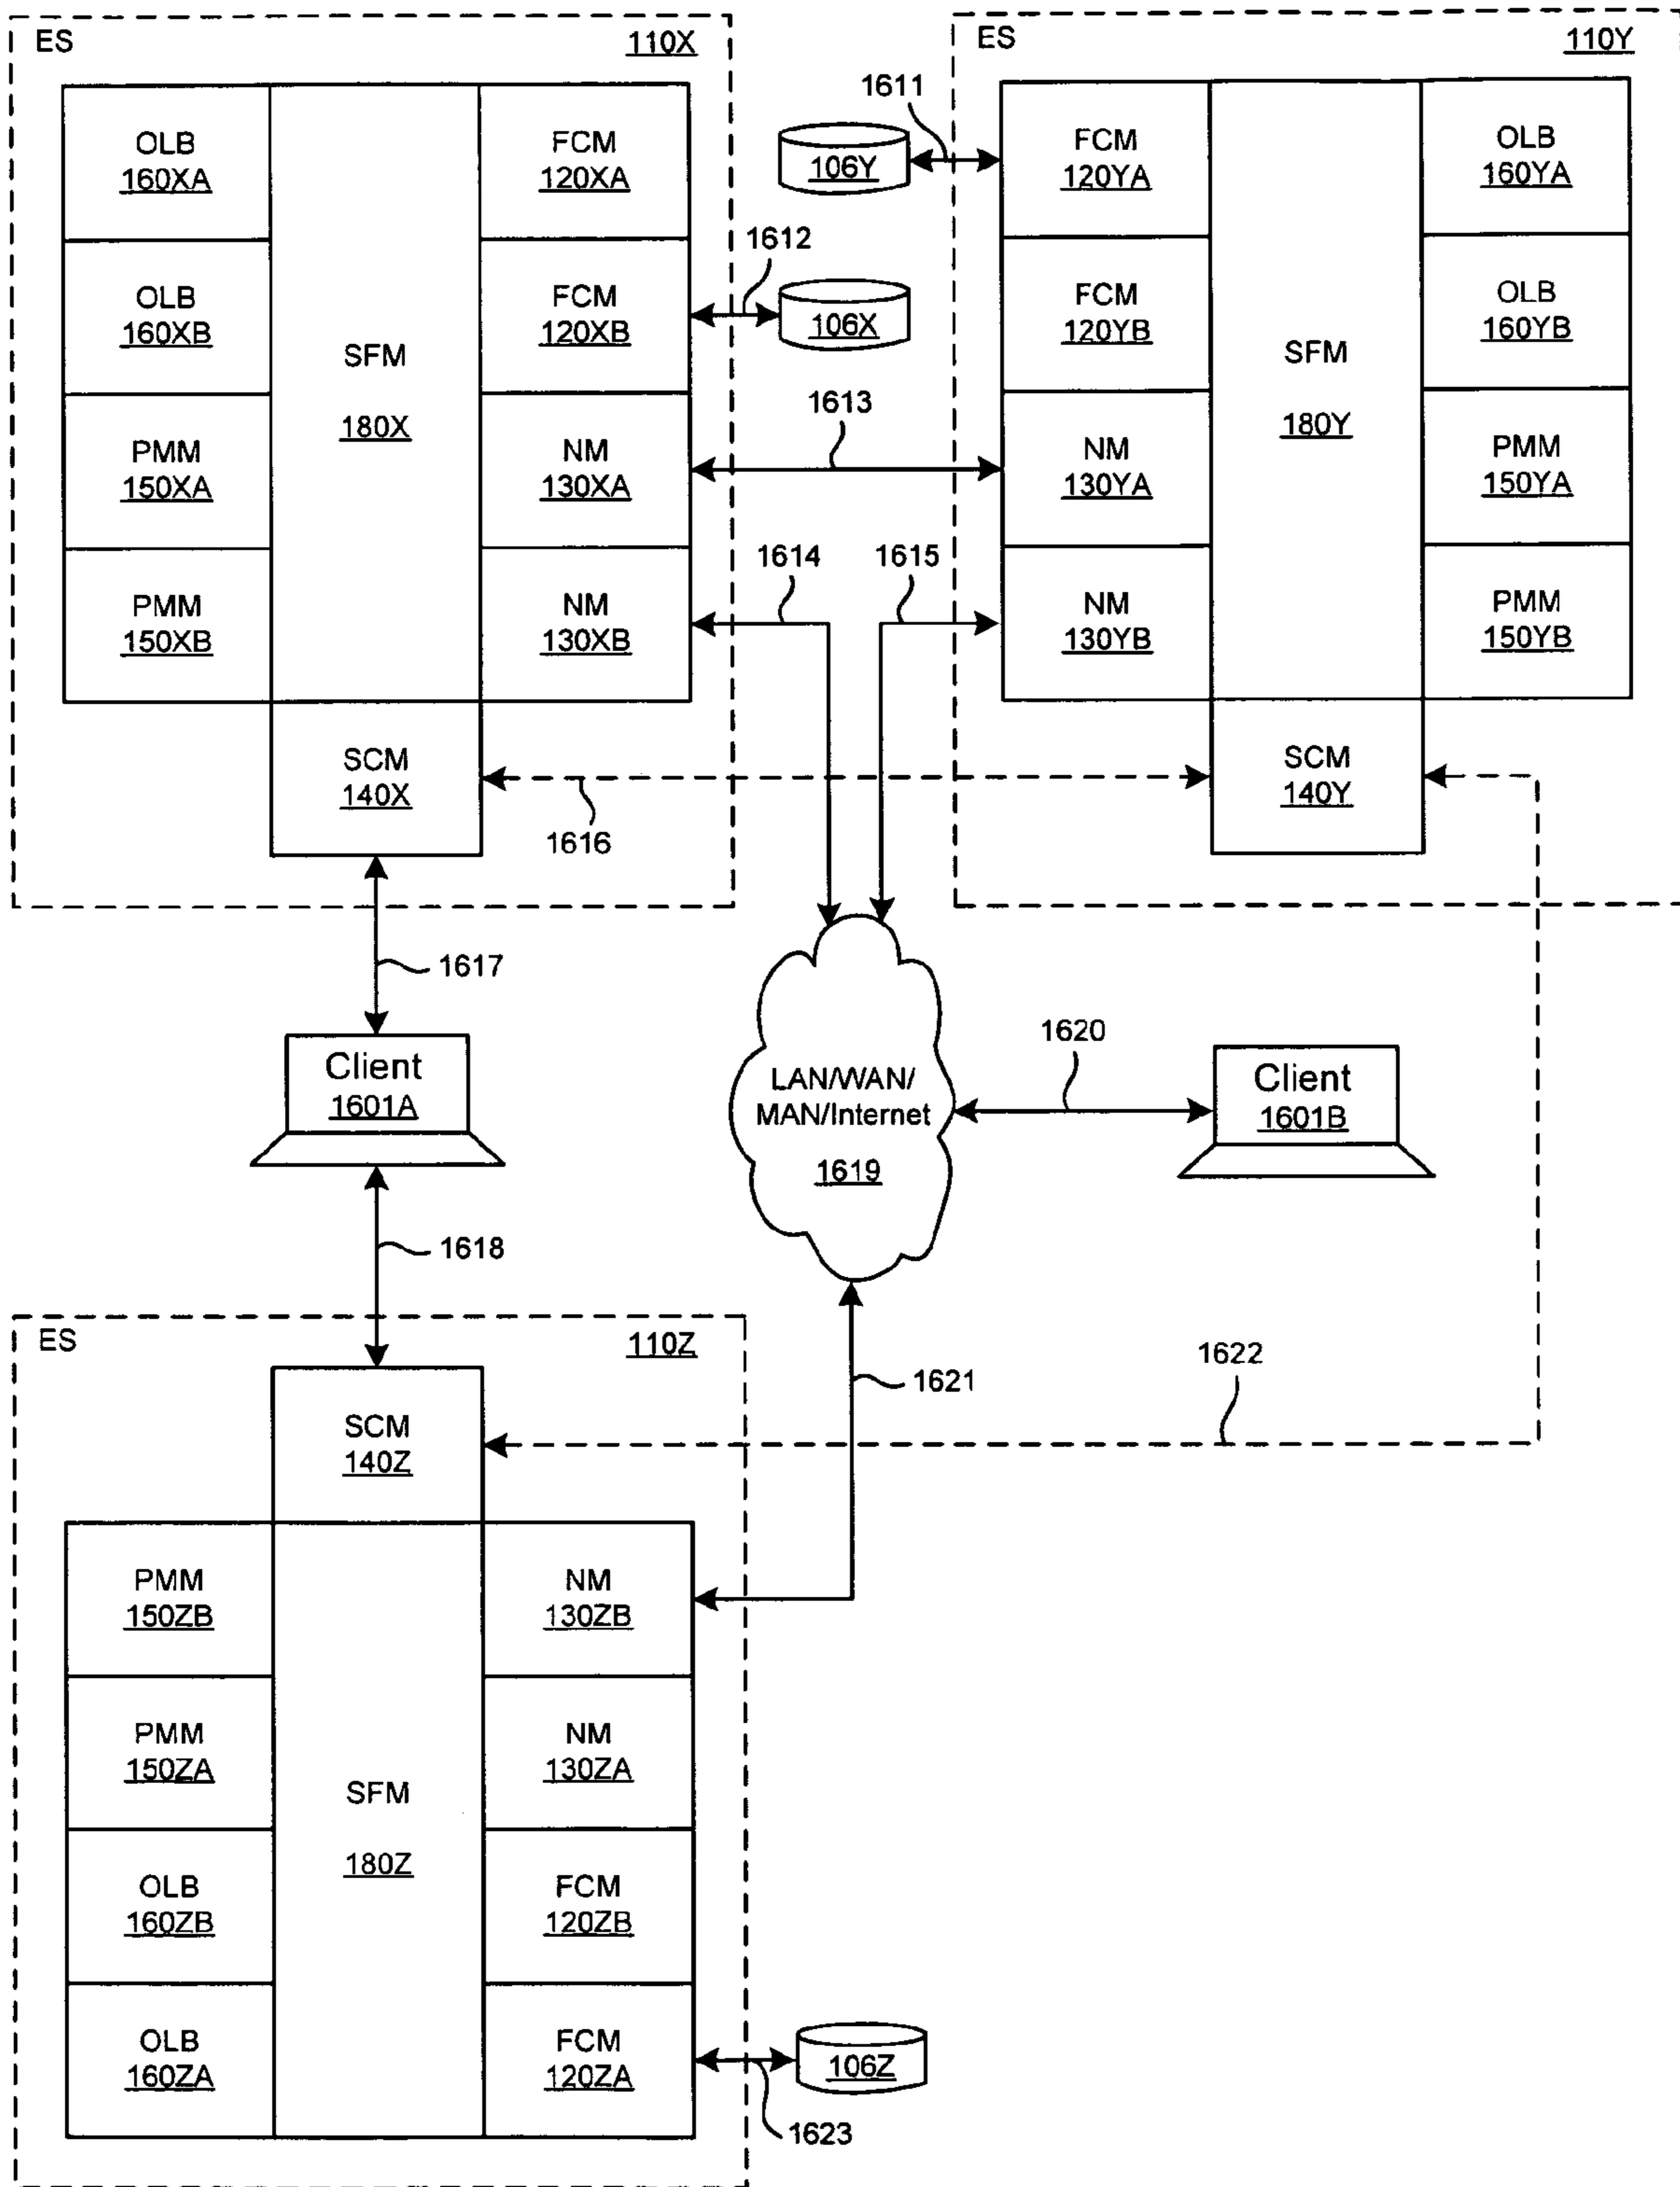 ES
110X
OLB
160XA
FCM
120XA
OLB
160XB
SFM
180X
FCM
120XB
PMM
150XA
NM
130XA
PMM
150XB
NM
130XB
SCM
140X
1611
106Y
1612
106X
1613
1614
1615
1616
ES
110Y
FCM
120YA
OLB
160YA
FCM
120YB
SFM
180Y
OLB
160YB
NM
130YA
PMM
150YA
NM
130YB
PMM
150YB
SCM
140Y
1617
Client
1601A
1618
LAN/WAN/
MAN/Internet
1619
1620
Client
1601B
1621
1622
ES
110Z
SCM
140Z
PMM
150ZB
NM
130ZB
PMM
150ZA
SFM
180Z
NM
130ZA
OLB
160ZB
FCM
120ZB
OLB
160ZA
FCM
120ZA
106Z
1623